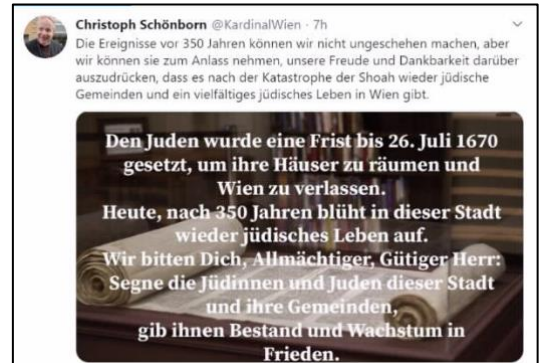 Christoph Schönborn @KardinalWien · 7h
Die Ereignisse vor 350 Jahren können wir nicht ungeschehen machen, aber
wir können sie zum Anlass nehmen, unsere Freude und Dankbarkeit darüber
auszudrücken, dass es nach der Katastrophe der Shoah wieder jüdische
Gemeinden und ein vielfältiges jüdisches Leben in Wien gibt.
Den Juden wurde eine Frist bis 26. Juli 1670
gesetzt, um ihre Häuser zu räumen und
Wien zu verlassen.
Heute, nach 350 Jahren blüht in dieser Stadt
wieder jüdisches Leben auf.
Wir bitten Dich, Allmächtiger, Gütiger Herr:
Segne die Jüdinnen und Juden dieser Stadt
und ihre Gemeinden,
gib ihnen Bestand und Wachstum in
Frieden.